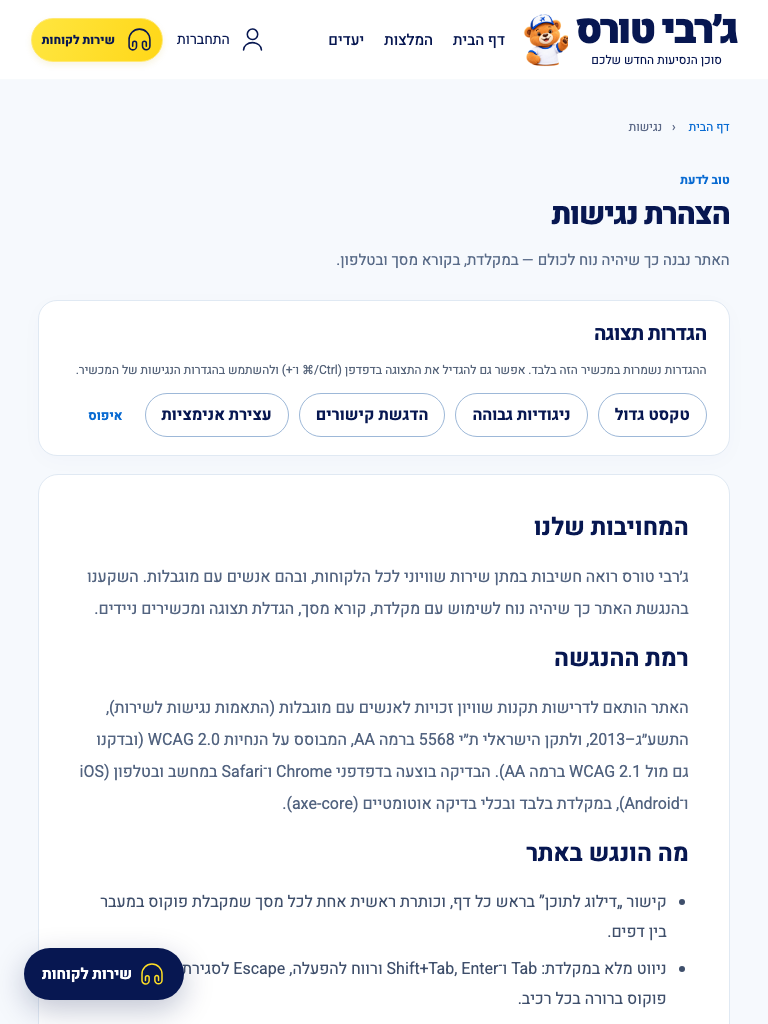 ג׳רבי טורס
סוכן הנסיעות החדש שלכם
דף הבית
המלצות
יעדים
התחברות
שירות לקוחות
דף הבית ‹ נגישות
טוב לדעת
הצהרת נגישות
האתר נבנה כך שיהיה נוח לכולם — במקלדת, בקורא מסך ובטלפון.
הגדרות תצוגה
ההגדרות נשמרות במכשיר הזה בלבד. אפשר גם להגדיל את התצוגה בדפדפן (Ctrl/⌘ ו־+) ולהשתמש בהגדרות הנגישות של המכשיר.
טקסט גדול
ניגודיות גבוהה
הדגשת קישורים
עצירת אנימציות
איפוס
המחויבות שלנו
ג׳רבי טורס רואה חשיבות במתן שירות שוויוני לכל הלקוחות, ובהם אנשים עם מוגבלות. השקענו
בהנגשת האתר כך שיהיה נוח לשימוש עם מקלדת, קורא מסך, הגדלת תצוגה ומכשירים ניידים.
רמת ההנגשה
האתר הותאם לדרישות תקנות שוויון זכויות לאנשים עם מוגבלות (התאמות נגישות לשירות),
התשע״ג–2013, ולתקן הישראלי ת״י 5568 ברמה AA, המבוסס על הנחיות WCAG 2.0 (ובדקנו
גם מול WCAG 2.1 ברמה AA). הבדיקה בוצעה בדפדפני Chrome ו־Safari במחשב ובטלפון (iOS
ו־Android), במקלדת בלבד ובכלי בדיקה אוטומטיים (axe-core).
מה הונגש באתר
• קישור „דילוג לתוכן” בראש כל דף, וכותרת ראשית אחת לכל מסך שמקבלת פוקוס במעבר
בין דפים.
• ניווט מלא במקלדת: Tab ו־Shift+Tab, Enter ורווח להפעלה, Escape לסגירת
פוקוס ברורה בכל רכיב.
שירות לקוחות